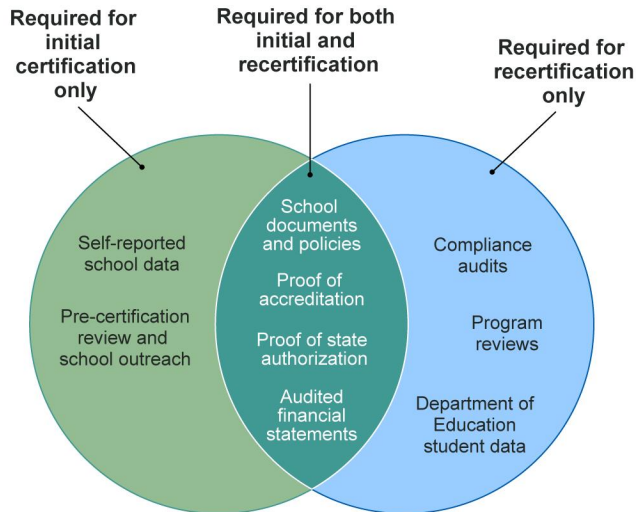 Required for
initial
certification
only
Required for both
initial and
recertification
Required for
recertification
only
Self-reported
school data
Pre-certification
review and
school outreach
School
documents
and policies
Proof of
accreditation
Proof of state
authorization
Audited
financial
statements
Compliance
audits
Program
reviews
Department of
Education
student data